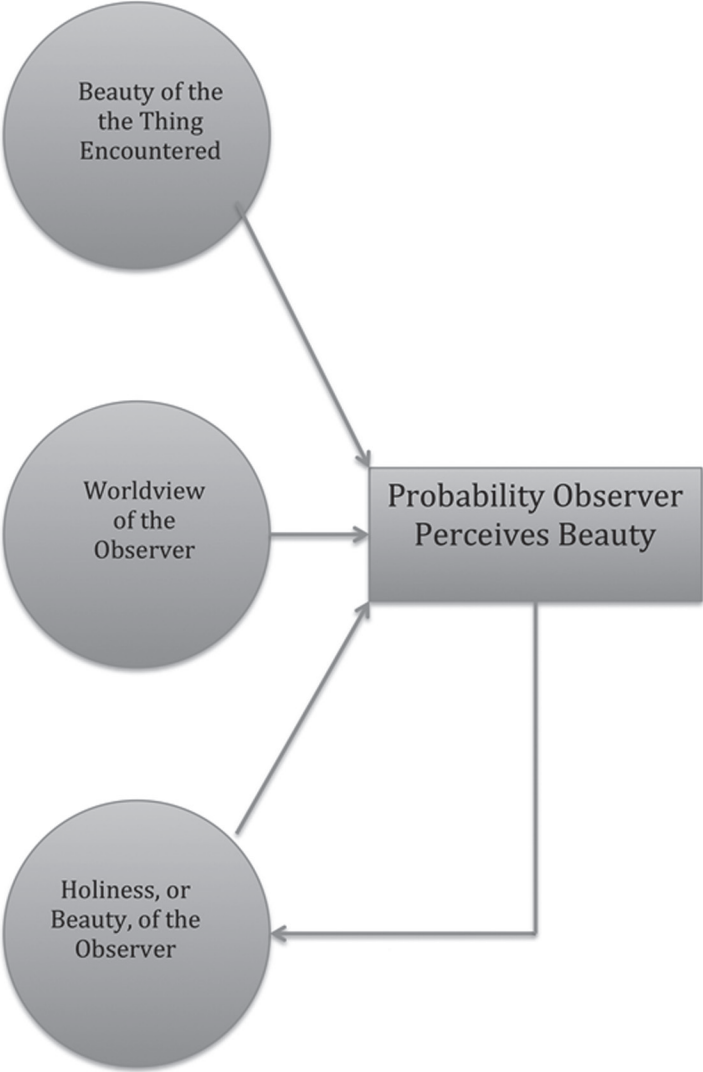 Beauty of the
the Thing
Encountered
Worldview
of the
Observer
Probability Observer
Perceives Beauty
Holiness, or
Beauty, of the
Observer